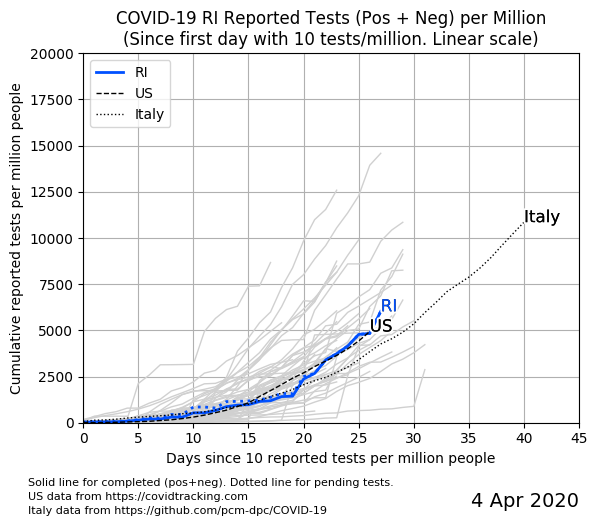 COVID-19 RI Reported Tests (Pos + Neg) per Million
(Since first day with 10 tests/million. Linear scale)
Cumulative reported tests per million people
20000
17500
15000
12500
10000
7500
5000
2500
0
RI
US
Italy
Italy
RI
US
0 5 10 15 20 25 30 35 40 45
Days since 10 reported tests per million people
Solid line for completed (pos+neg). Dotted line for pending tests.
US data from https://covidtracking.com
Italy data from https://github.com/pcm-dpc/COVID-19
4 Apr 2020